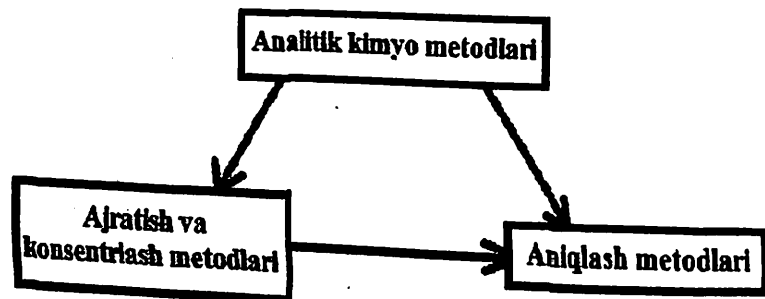 Analitik kimyo metodlari
Ajratish va
konsentrlash metodlari
Aniqlash metodlari